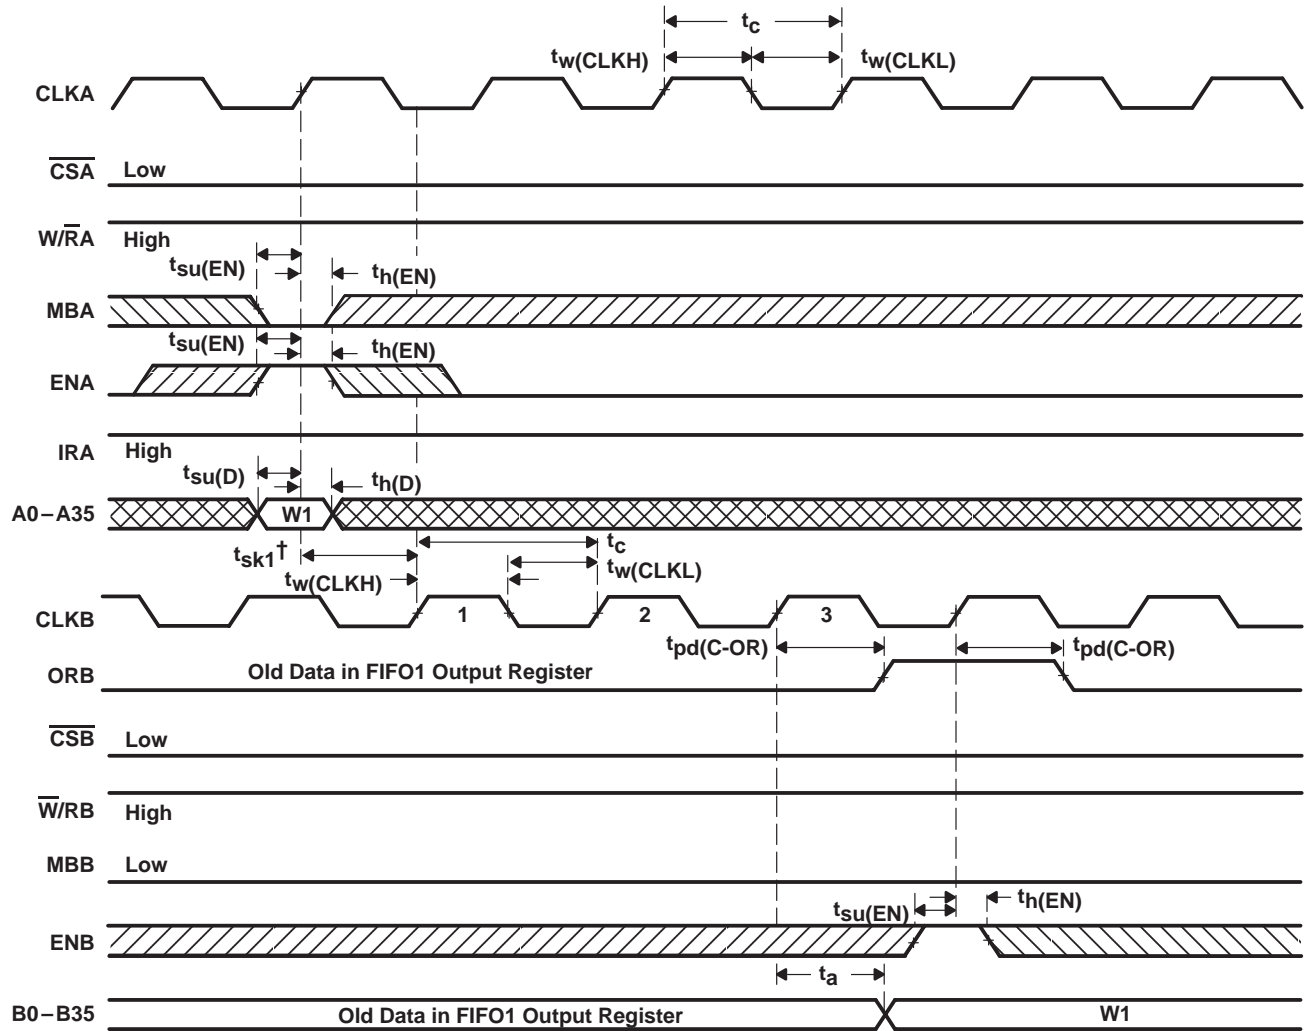 tc
tw(CLKH)
tw(CLKL)
CLKA
CSA
Low
W/RA
High
tsu(EN)
th(EN)
MBA
tsu(EN)
th(EN)
ENA
IRA
High
tsu(D)
th(D)
A0–A35
W1
tsk1†
tc
tw(CLKH)
tw(CLKL)
CLKB
1
2
3
tpd(C-OR)
tpd(C-OR)
ORB
Old Data in FIFO1 Output Register
CSB
Low
W/RB
High
MBB
Low
tsu(EN)
th(EN)
ENB
ta
B0–B35
Old Data in FIFO1 Output Register
W1